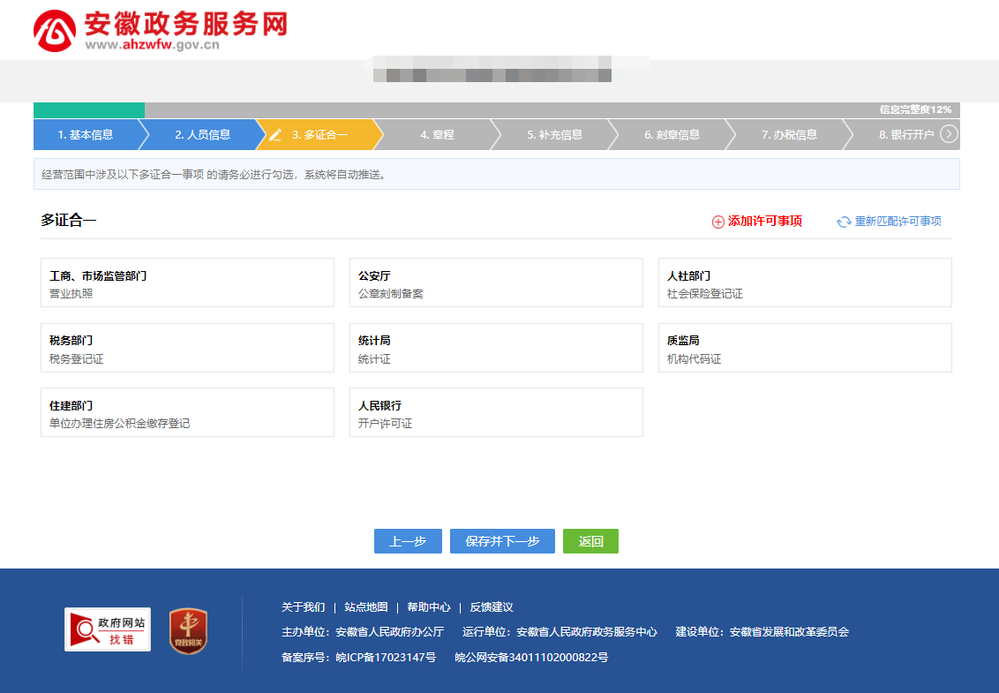 安徽政务服务网
www.ahzwfw.gov.cn
信息完整度12%
1. 基本信息 2. 人员信息 3. 多证合一 4. 章程 5. 补充信息 6. 刻章信息 7. 办税信息 8. 银行开户
经营范围中涉及以下多证合一事项 的请务必进行勾选，系统将自动推送。
多证合一 添加许可事项 重新匹配许可事项
工商、市场监管部门 公安厅 人社部门
营业执照 公章刻制备案 社会保险登记证
税务部门 统计局 质监局
税务登记证 统计证 机构代码证
住建部门 人民银行
单位办理住房公积金缴存登记 开户许可证
上一步 保存并下一步 返回
关于我们 | 站点地图 | 帮助中心 | 反馈建议
政府网站
找错
党政机关
主办单位：安徽省人民政府办公厅 运行单位：安徽省人民政府政务服务中心 建设单位：安徽省发展和改革委员会
备案序号：皖ICP备17023147号 皖公网安备34011102000822号